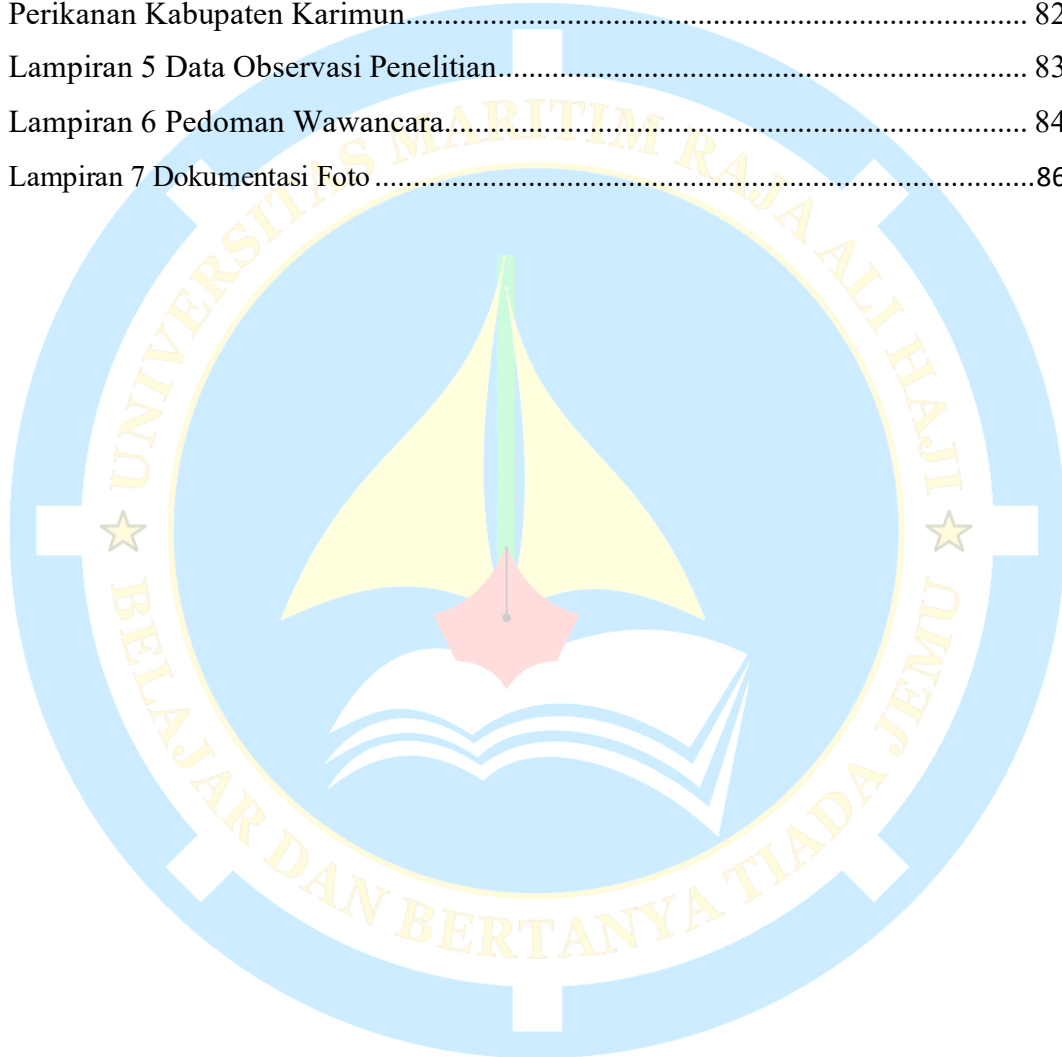 Perikanan Kabupaten Karimun.......................................................................... 82
Lampiran 5 Data Observasi Penelitian.............................................................. 83
Lampiran 6 Pedoman Wawancara..................................................................... 84
Lampiran 7 Dokumentasi Foto..........................................................................86
UNIVERSITAS MARITIM RAJA ALI HAJI
BELAJAR DAN BERTANYA TIADA JEMU